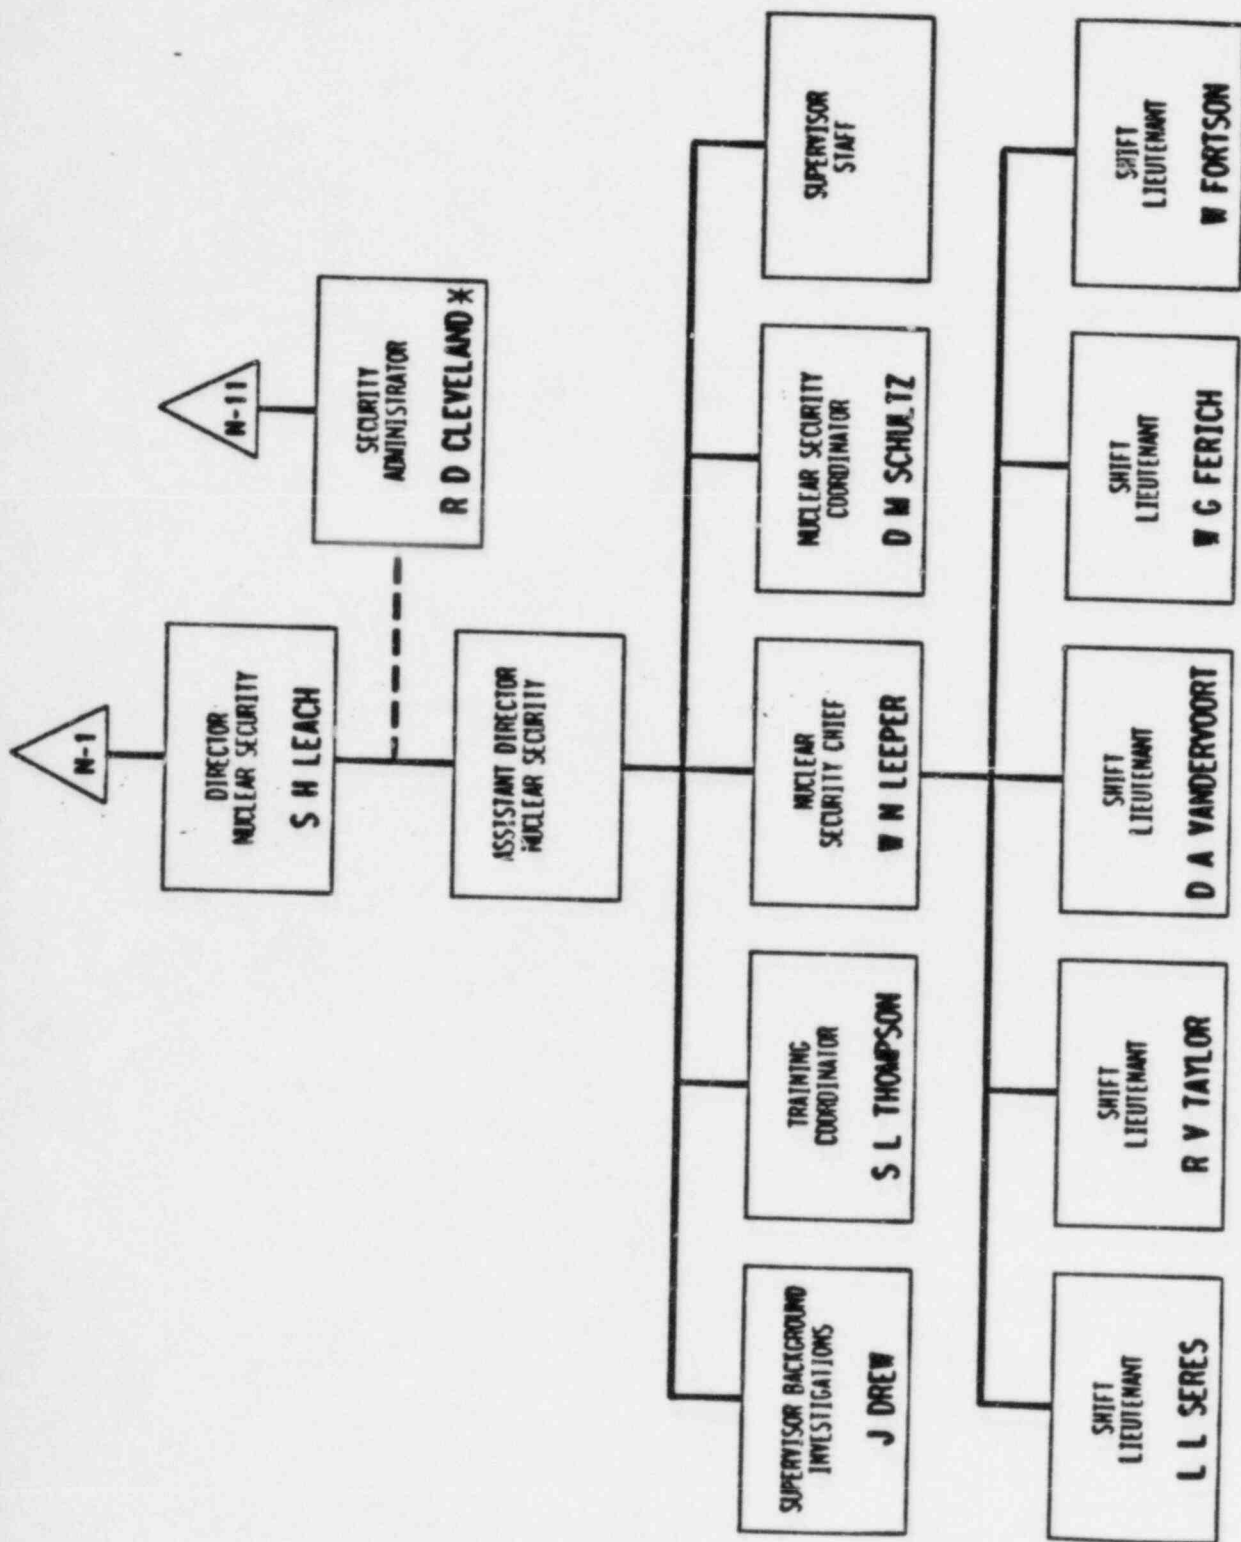 N-1
DIRECTOR
NUCLEAR SECURITY
S H LEACH
N-11
SECURITY
ADMINISTRATOR
R D CLEVELAND*
ASSISTANT DIRECTOR
NUCLEAR SECURITY
SUPERVISOR BACKGROUND
INVESTIGATIONS
J DREW
TRAINING
COORDINATOR
S L THOMPSON
NUCLEAR
SECURITY CHIEF
W N LEEPER
NUCLEAR SECURITY
COORDINATOR
D M SCHULTZ
SUPERVISOR
STAFF
SHIFT
LIEUTENANT
L L SERES
SHIFT
LIEUTENANT
R V TAYLOR
SHIFT
LIEUTENANT
D A VANDERVOORT
SHIFT
LIEUTENANT
W G FERICH
SHIFT
LIEUTENANT
W FORTSON